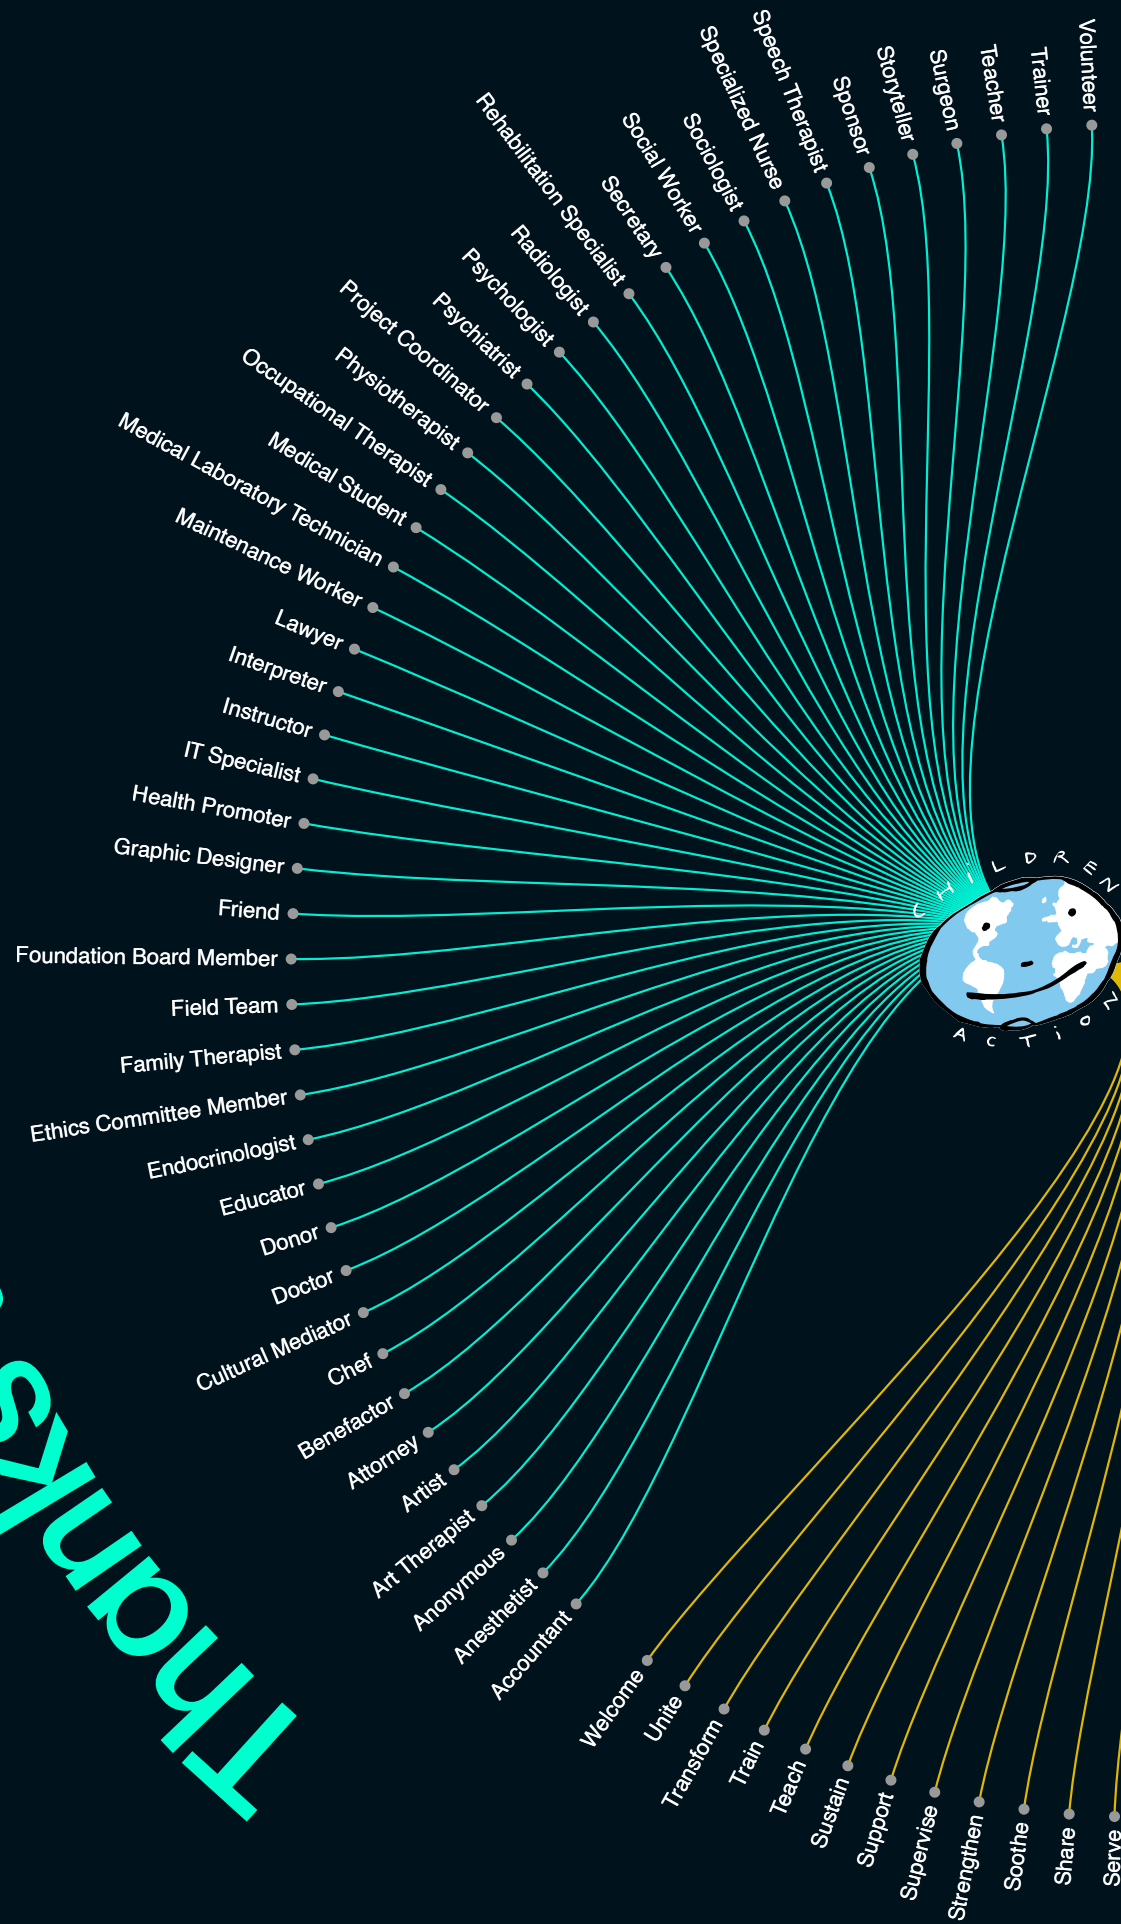 Volunteer
Trainer
Teacher
Surgeon
Storyteller
Sponsor
Speech Therapist
Specialized Nurse
Sociologist
Social Worker
Secretary
Rehabilitation Specialist
Radiologist
Psychologist
Psychiatrist
Project Coordinator
Physiotherapist
Occupational Therapist
Medical Student
Medical Laboratory Technician
Maintenance Worker
Lawyer
Interpreter
Instructor
IT Specialist
Health Promoter
Graphic Designer
Friend
Foundation Board Member
Field Team
Family Therapist
Ethics Committee Member
Endocrinologist
Educator
Donor
Doctor
Cultural Mediator
Chef
Benefactor
Attorney
Artist
Art Therapist
Anonymous
Anesthetist
Accountant
CHiLDREN
ACTiON
Welcome
Unite
Transform
Train
Teach
Sustain
Support
Supervise
Strengthen
Soothe
Share
Serve
Thanks